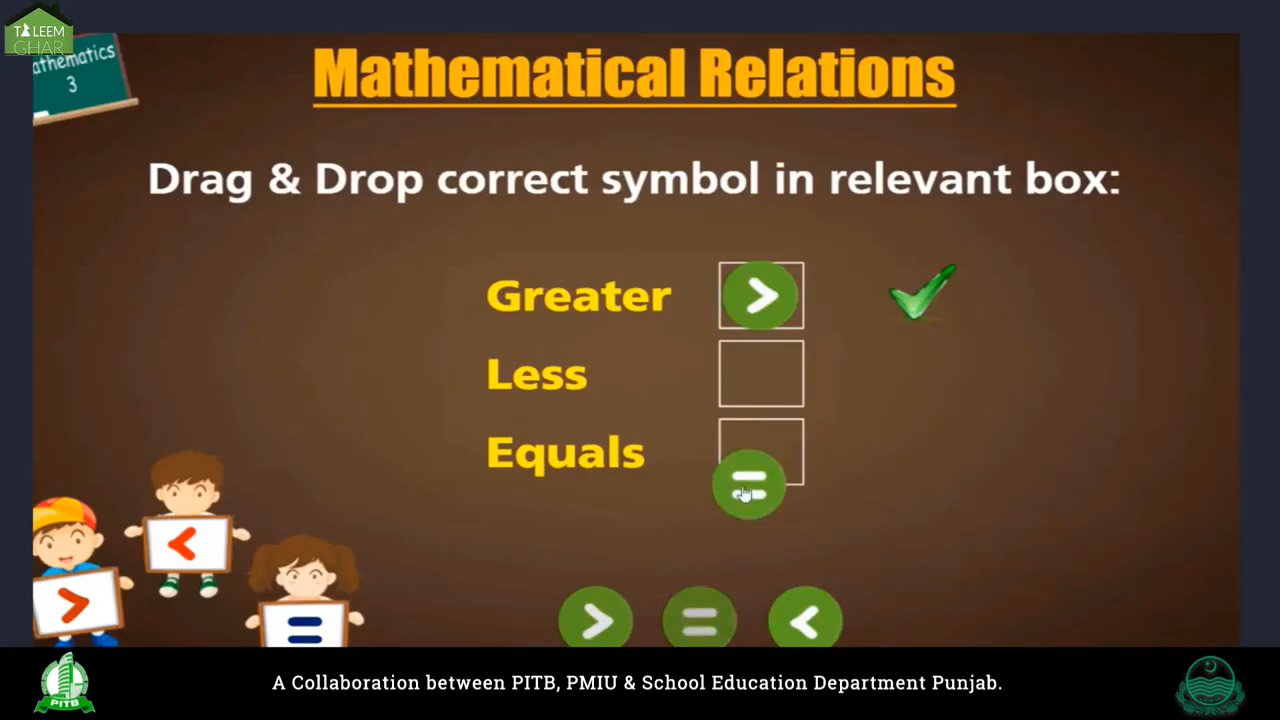 TALEEM
GHAR
athematics
3
Mathematical Relations
Drag & Drop correct symbol in relevant box:
Greater >
Less
Equals =
<
>
=
> = <
PITB
A Collaboration between PITB, PMIU & School Education Department Punjab.